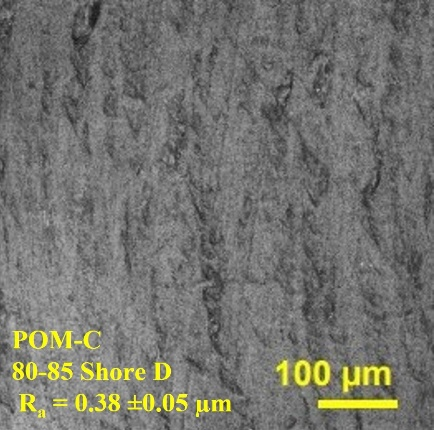 POM-C
80-85 Shore D
Rₐ = 0.38 ±0.05 µm
100 µm